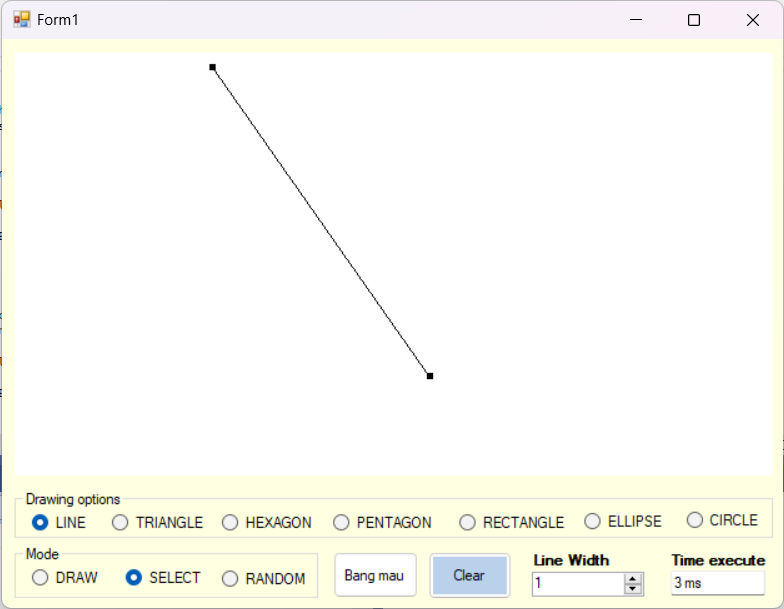 Form1
Drawing options
LINE TRIANGLE HEXAGON PENTAGON RECTANGLE ELLIPSE CIRCLE
Mode
DRAW SELECT RANDOM
Bang mau
Clear
Line Width
1
Time execute
3 ms